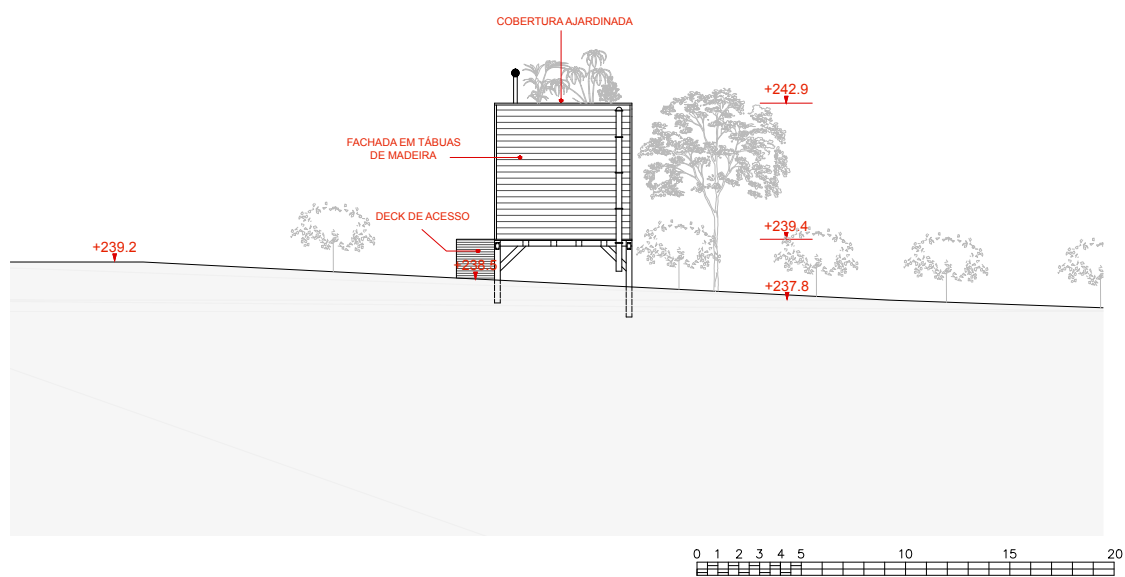 COBERTURA AJARDINADA
+242.9
FACHADA EM TÁBUAS
DE MADEIRA
DECK DE ACESSO
+239.4
+239.2
+238.5
+237.8
0 1 2 3 4 5 10 15 20